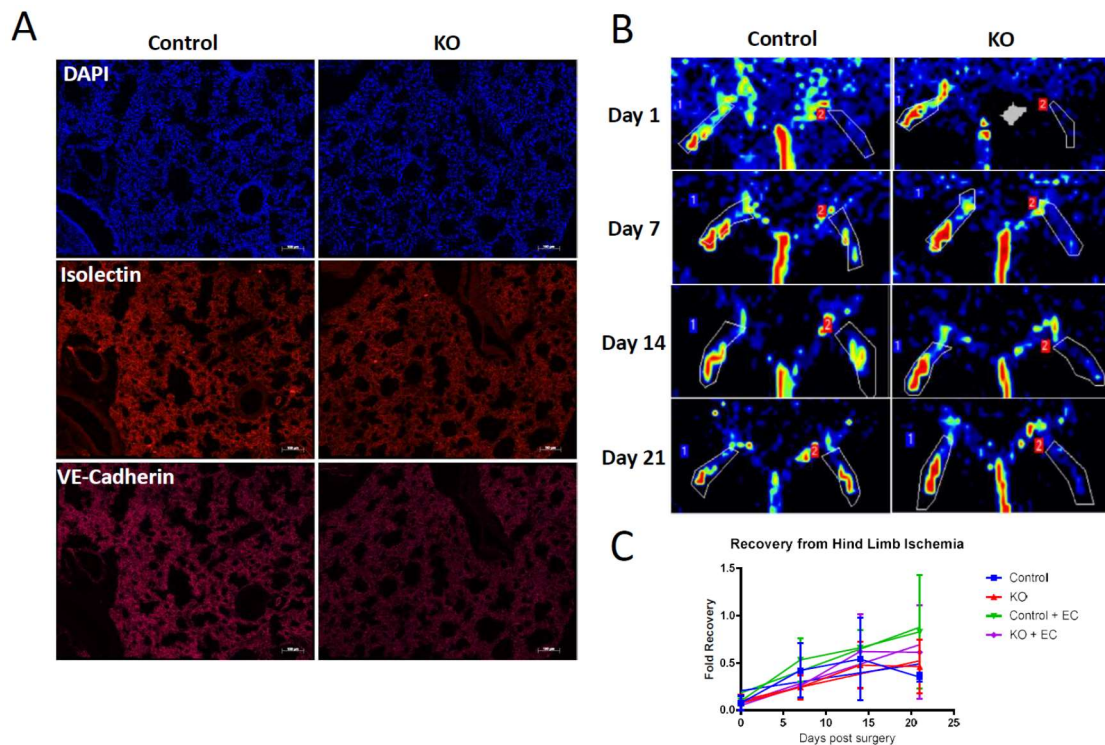 A
Control
KO
DAPI
Isolectin
VE-Cadherin
B
Control
KO
Day 1
1
2
1
2
Day 7
1
2
1
2
Day 14
1
2
1
2
Day 21
1
2
1
2
C
Recovery from Hind Limb Ischemia
Fold Recovery
1.5
1.0
0.5
0.0
0 5 10 15 20 25
Days post surgery
Control
KO
Control + EC
KO + EC